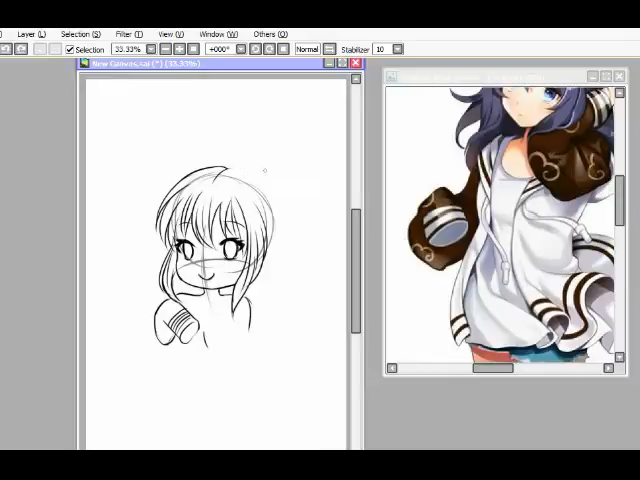 Layer (L) Selection (S) Filter (T) View (V) Window (W) Others (O)
Selection 33.33% +000° Normal Stabilizer 10
New Canvas.sai (*) (33.33%)